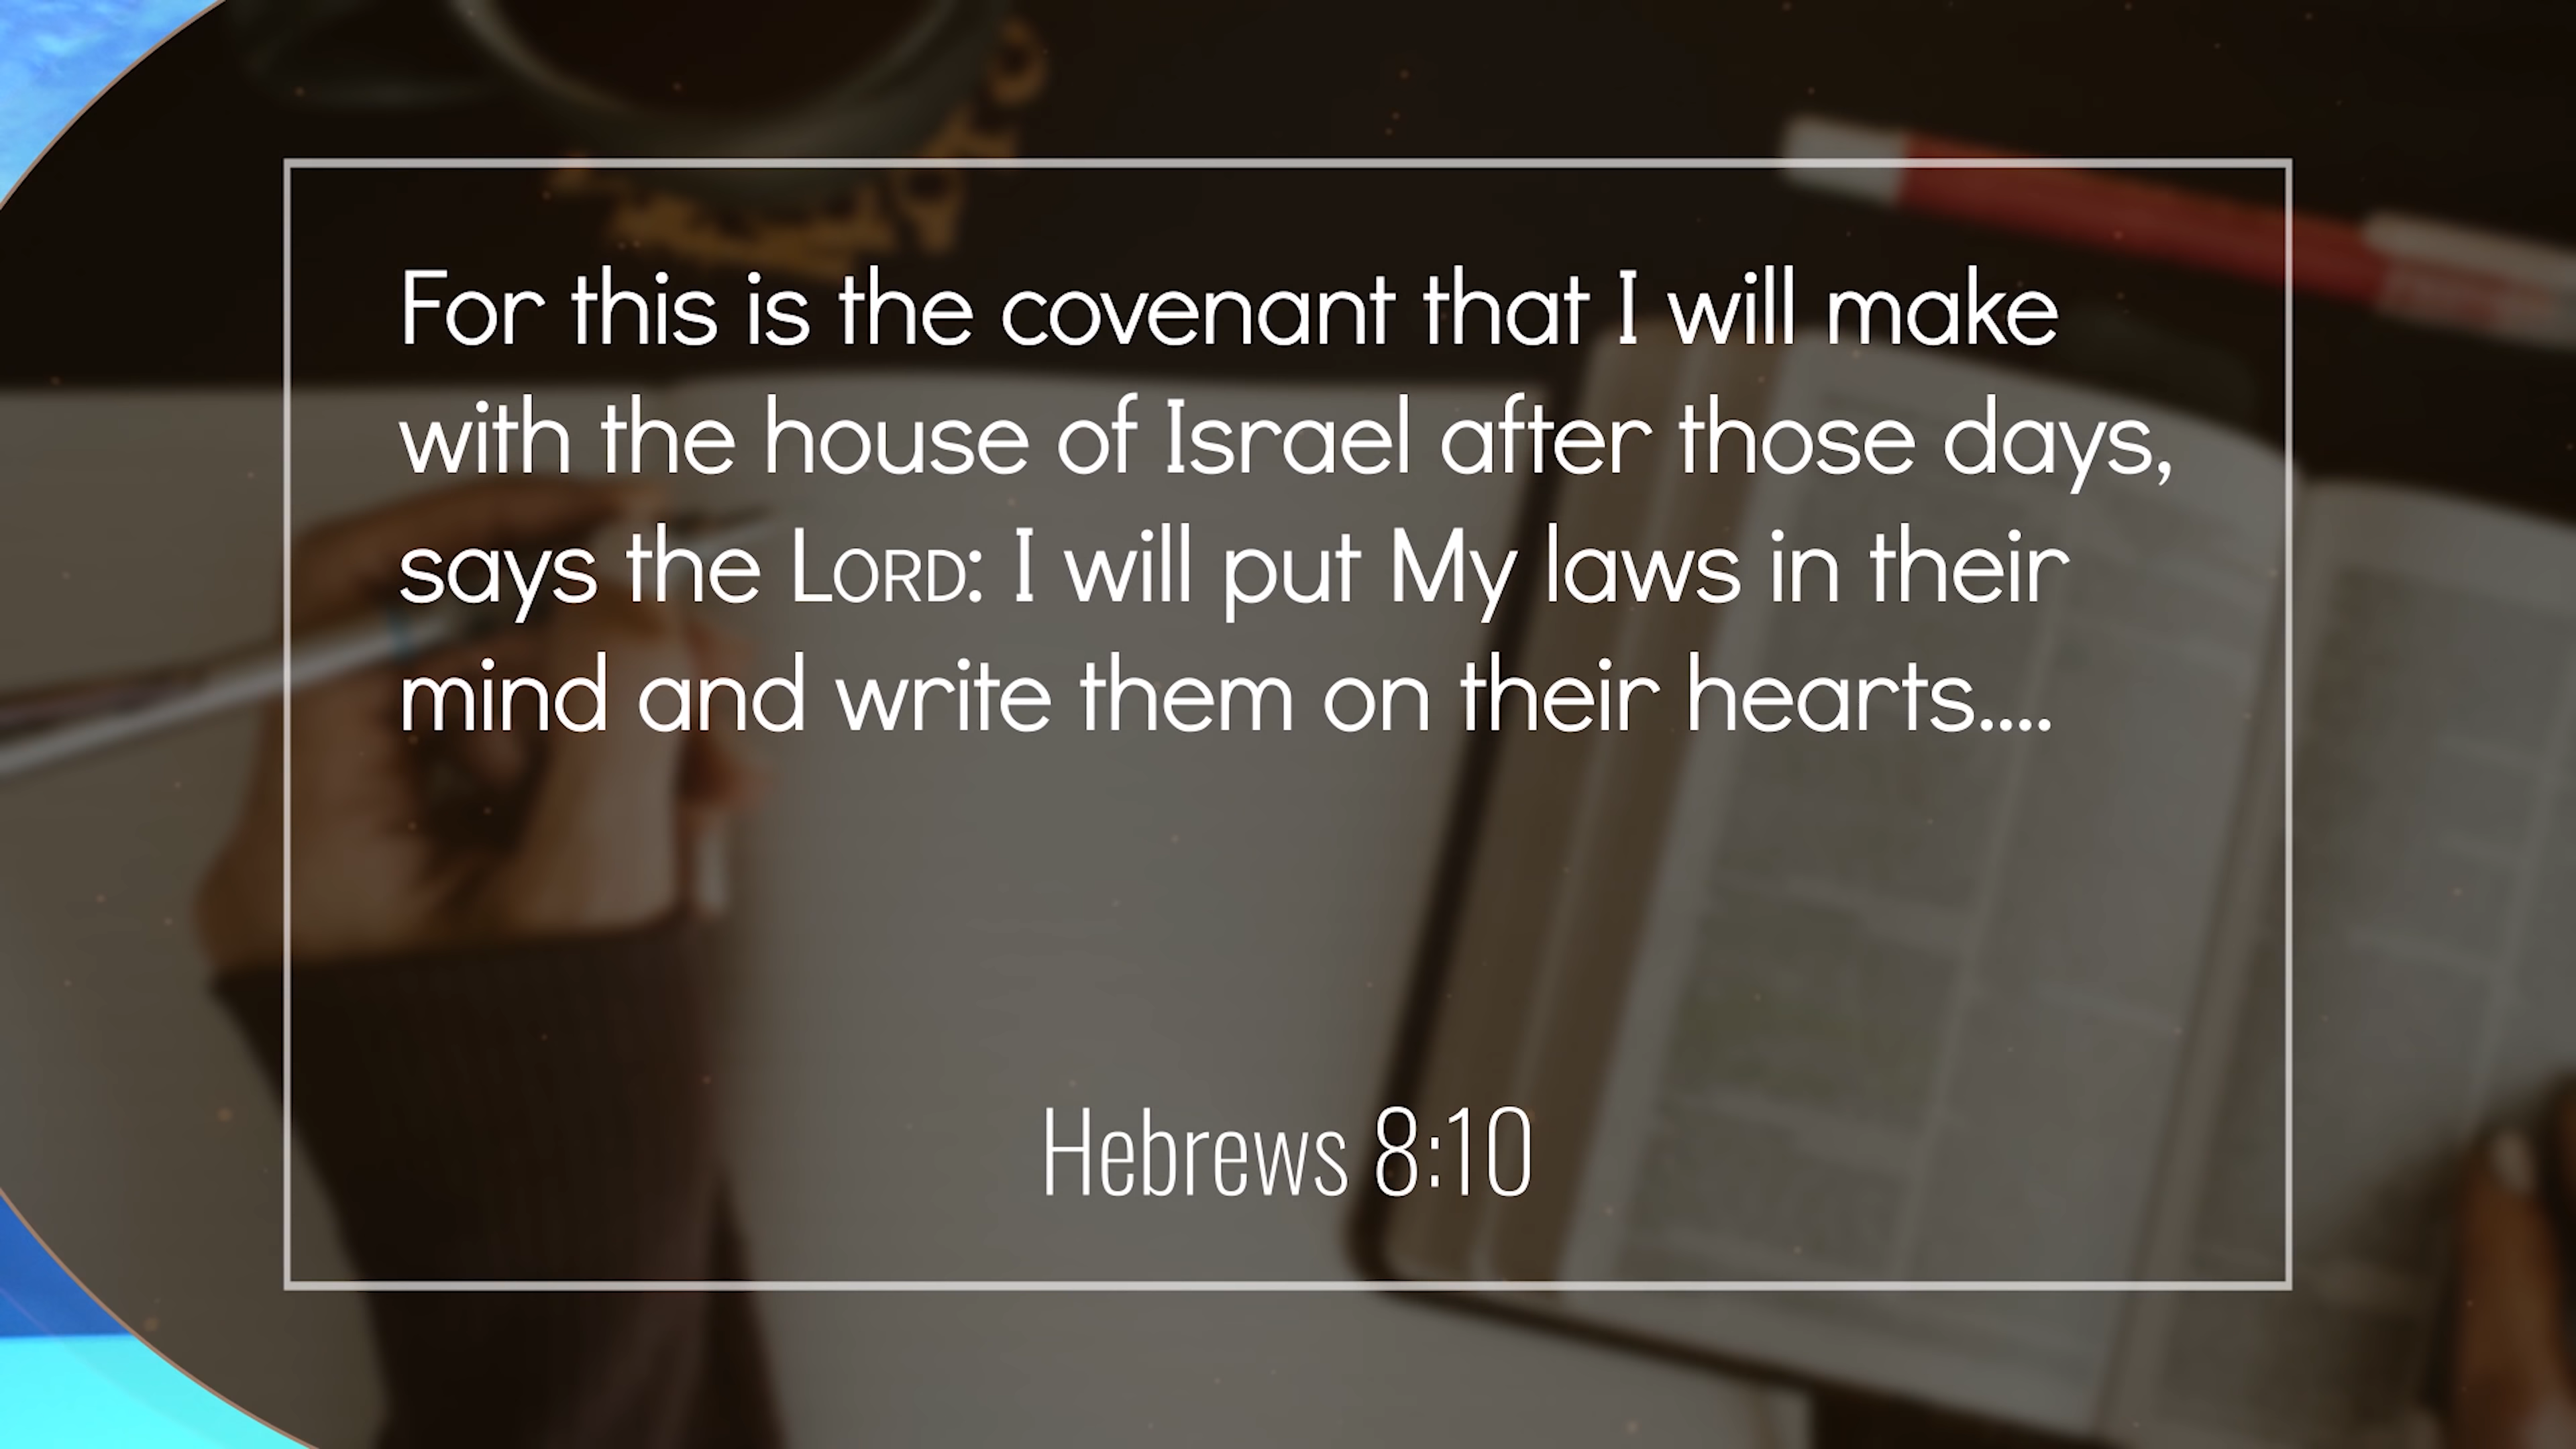 For this is the covenant that I will make
with the house of Israel after those days,
says the LORD: I will put My laws in their
mind and write them on their hearts....
Hebrews 8:10